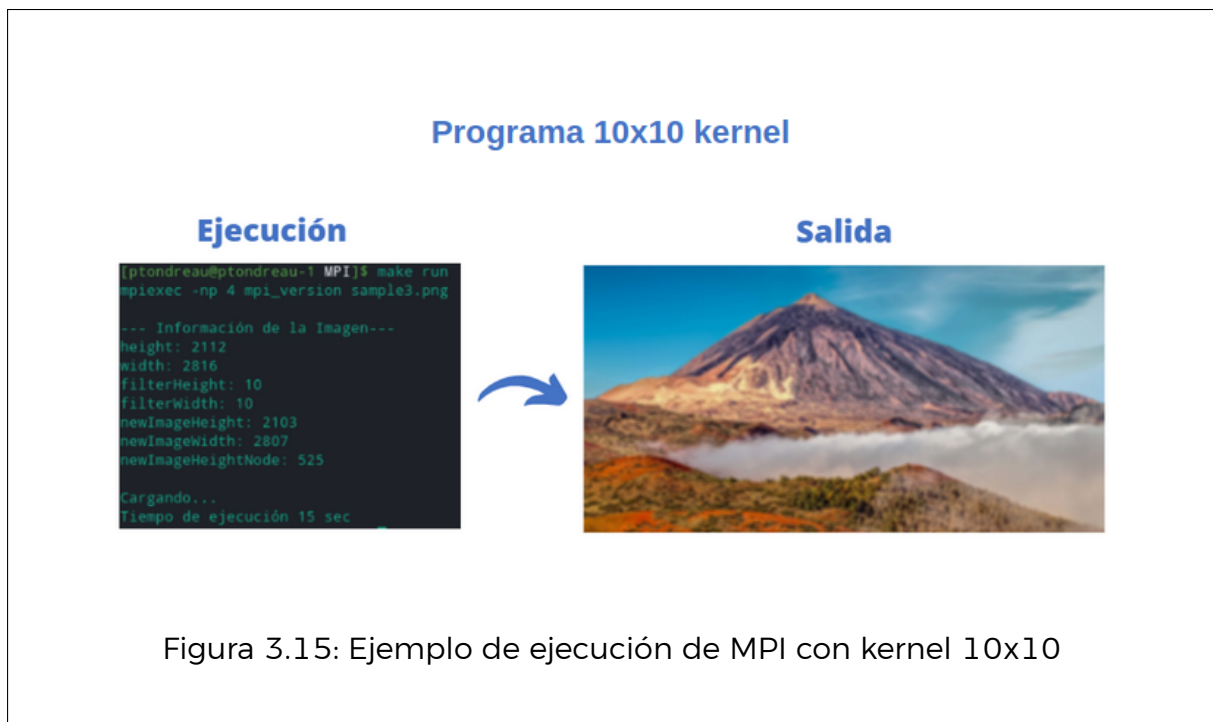 Programa 10x10 kernel
Ejecución
[ptondreau@ptondreau-1 MPI]$ make run
mpiexec -np 4 mpi_version sample3.png
--- Información de la Imagen---
height: 2112
width: 2816
filterHeight: 10
filterWidth: 10
newImageHeight: 2103
newImageWidth: 2807
newImageHeightNode: 525
Cargando...
Tiempo de ejecución 15 sec
Salida
Figura 3.15: Ejemplo de ejecución de MPI con kernel 10x10